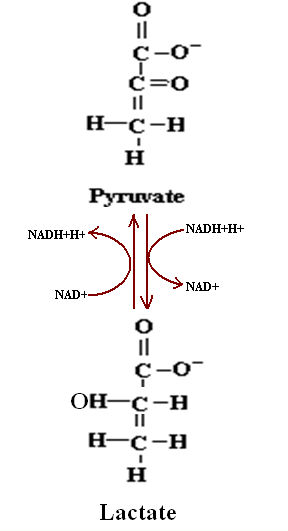 O
C—O⁻
C=O
H—C—H
H
Pyruvate
NADH+H+ NADH+H+
NAD+ NAD+
O
C—O⁻
OH—C—H
H—C—H
H
Lactate